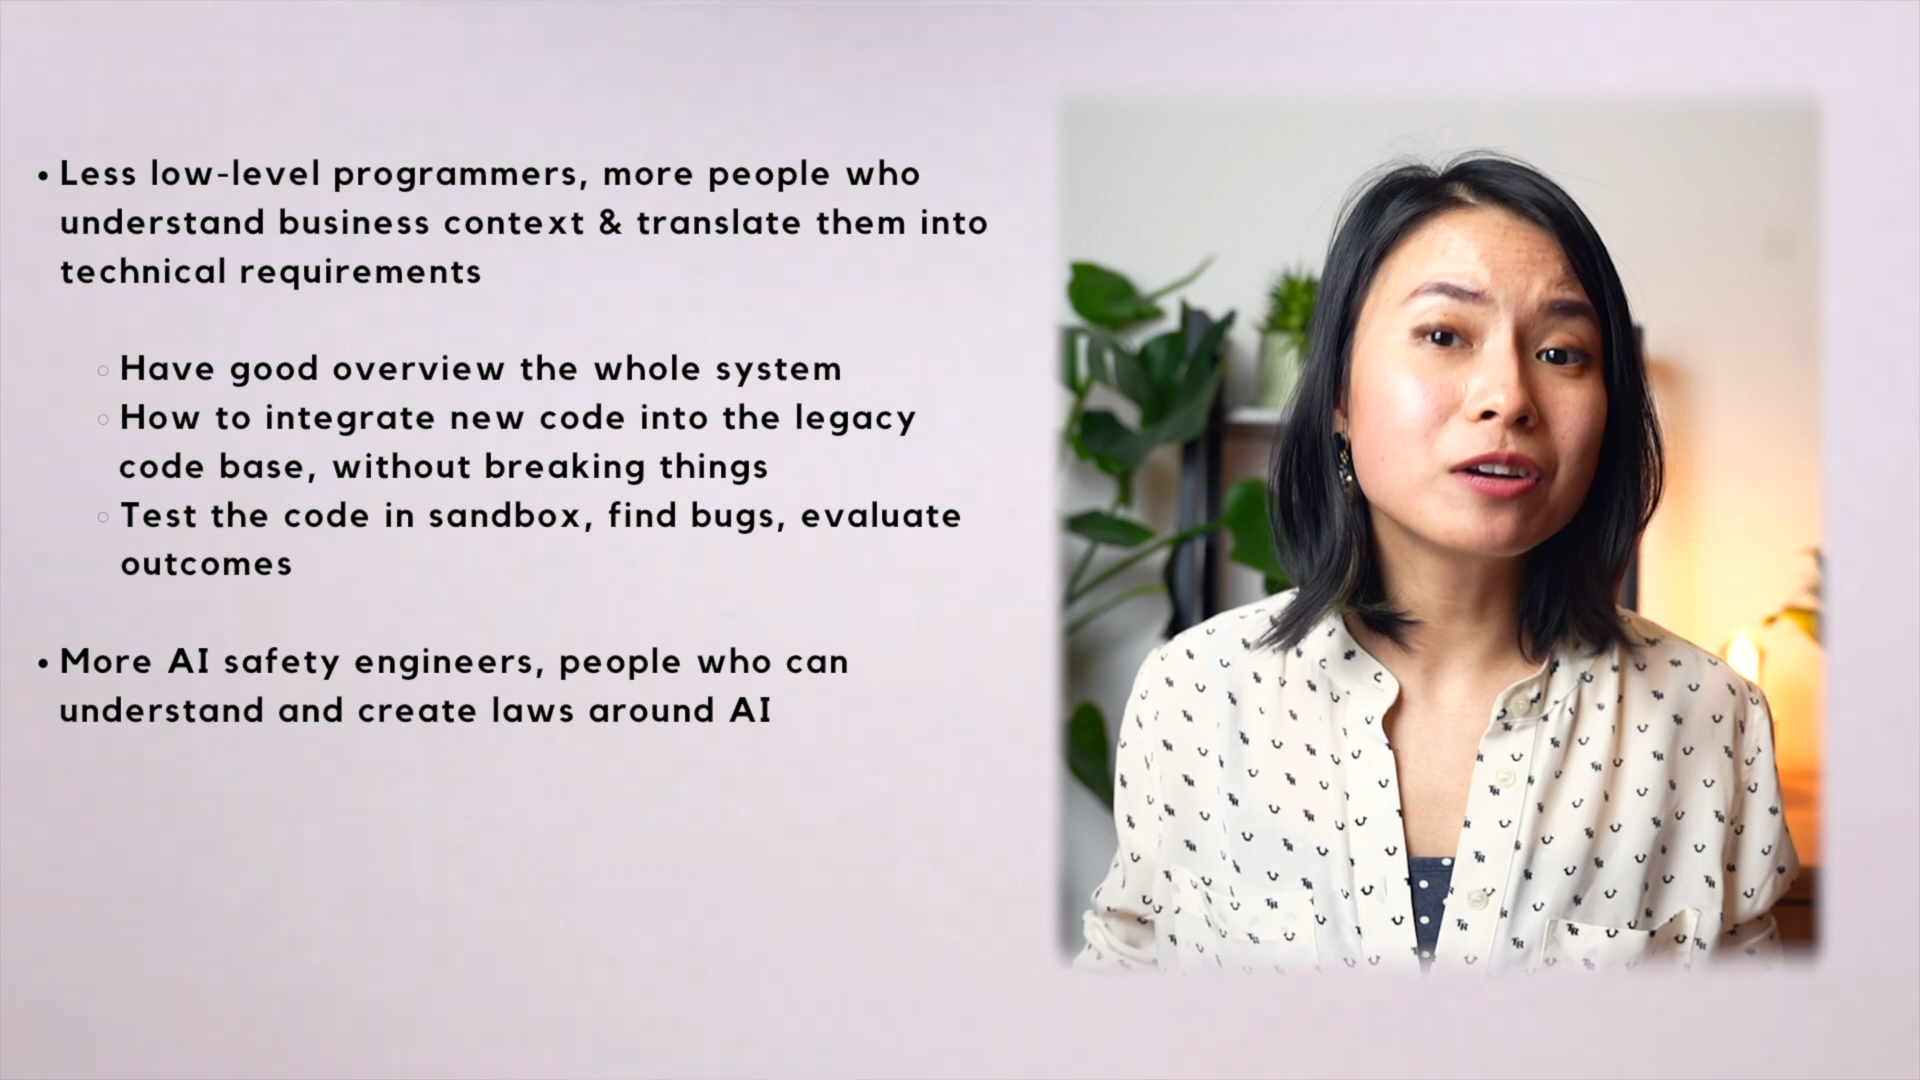 • Less low-level programmers, more people who
understand business context & translate them into
technical requirements
○ Have good overview the whole system
○ How to integrate new code into the legacy
code base, without breaking things
○ Test the code in sandbox, find bugs, evaluate
outcomes
• More AI safety engineers, people who can
understand and create laws around AI